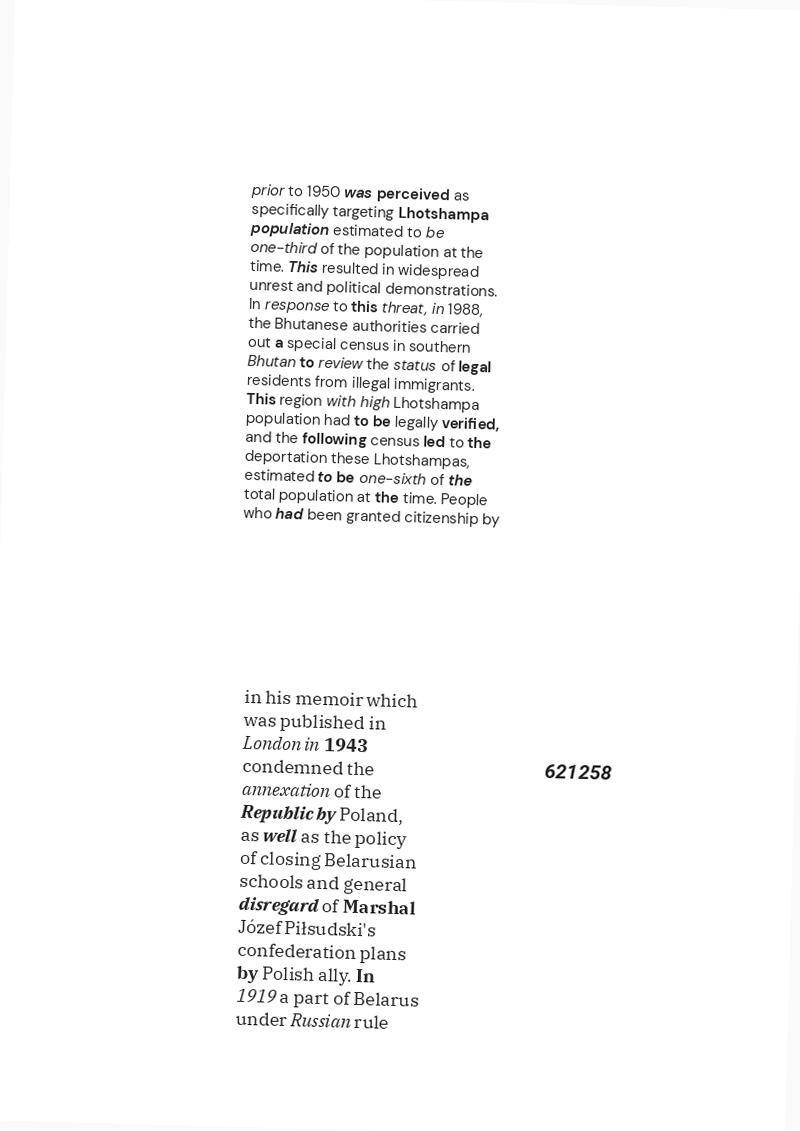 prior to 1950 was perceived as
specifically targeting Lhotshampa
population estimated to be
one-third of the population at the
time. This resulted in widespread
unrest and political demonstrations.
In response to this threat, in 1988,
the Bhutanese authorities carried
out a special census in southern
Bhutan to review the status of legal
residents from illegal immigrants.
This region with high Lhotshampa
population had to be legally verified,
and the following census led to the
deportation these Lhotshampas,
estimated to be one-sixth of the
total population at the time. People
who had been granted citizenship by
in his memoir which
was published in
London in 1943
condemned the
annexation of the
Republic by Poland,
as well as the policy
of closing Belarusian
schools and general
disregard of Marshal
Józef Piłsudski's
confederation plans
by Polish ally. In
1919 a part of Belarus
under Russian rule
621258